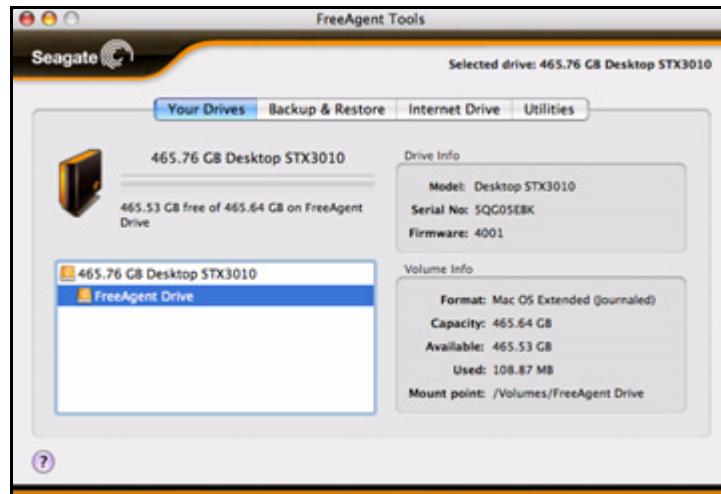 FreeAgent Tools
Seagate
Selected drive: 465.76 GB Desktop STX3010
Your Drives Backup & Restore Internet Drive Utilities
465.76 GB Desktop STX3010
465.53 GB free of 465.64 GB on FreeAgent
Drive
465.76 GB Desktop STX3010
FreeAgent Drive
Drive Info
Model: Desktop STX3010
Serial No: 5QG05EBK
Firmware: 4001
Volume Info
Format: Mac OS Extended (Journaled)
Capacity: 465.64 GB
Available: 465.53 GB
Used: 108.87 MB
Mount point: /Volumes/FreeAgent Drive
?